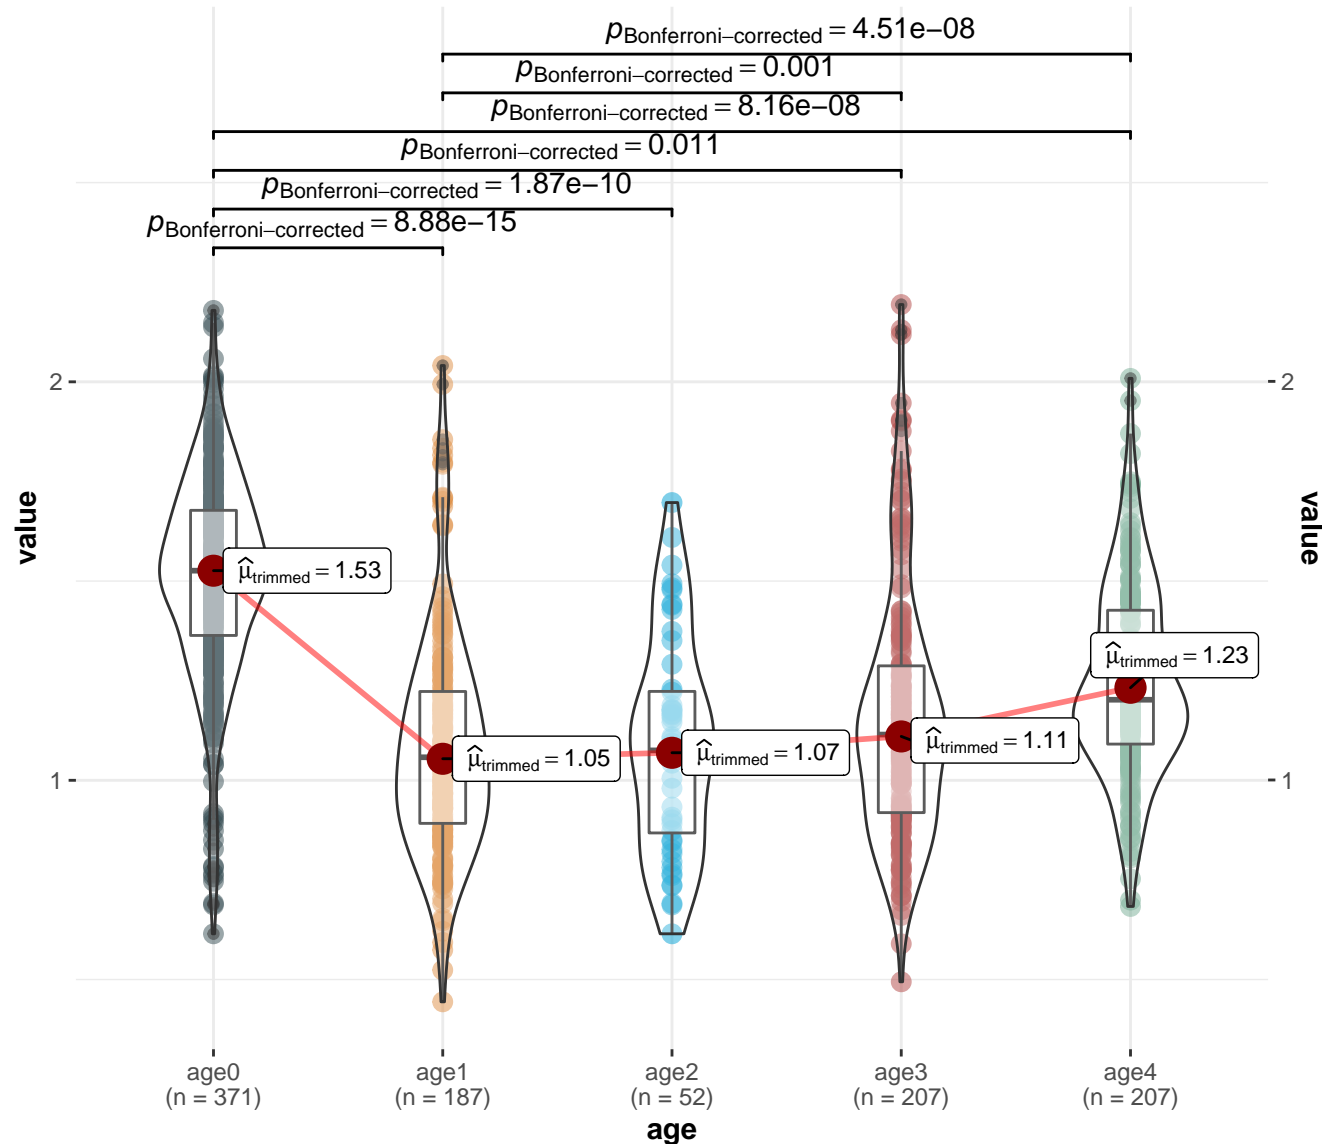 pBonferroni−corrected = 4.51e−08
pBonferroni−corrected = 0.001
pBonferroni−corrected = 8.16e−08
pBonferroni−corrected = 0.011
pBonferroni−corrected = 1.87e−10
pBonferroni−corrected = 8.88e−15
2
2
value
value
μ̂trimmed = 1.53
μ̂trimmed = 1.23
μ̂trimmed = 1.11
μ̂trimmed = 1.07
μ̂trimmed = 1.05
1
1
age0 age1 age2 age3 age4
(n = 371) (n = 187) (n = 52) (n = 207) (n = 207)
age